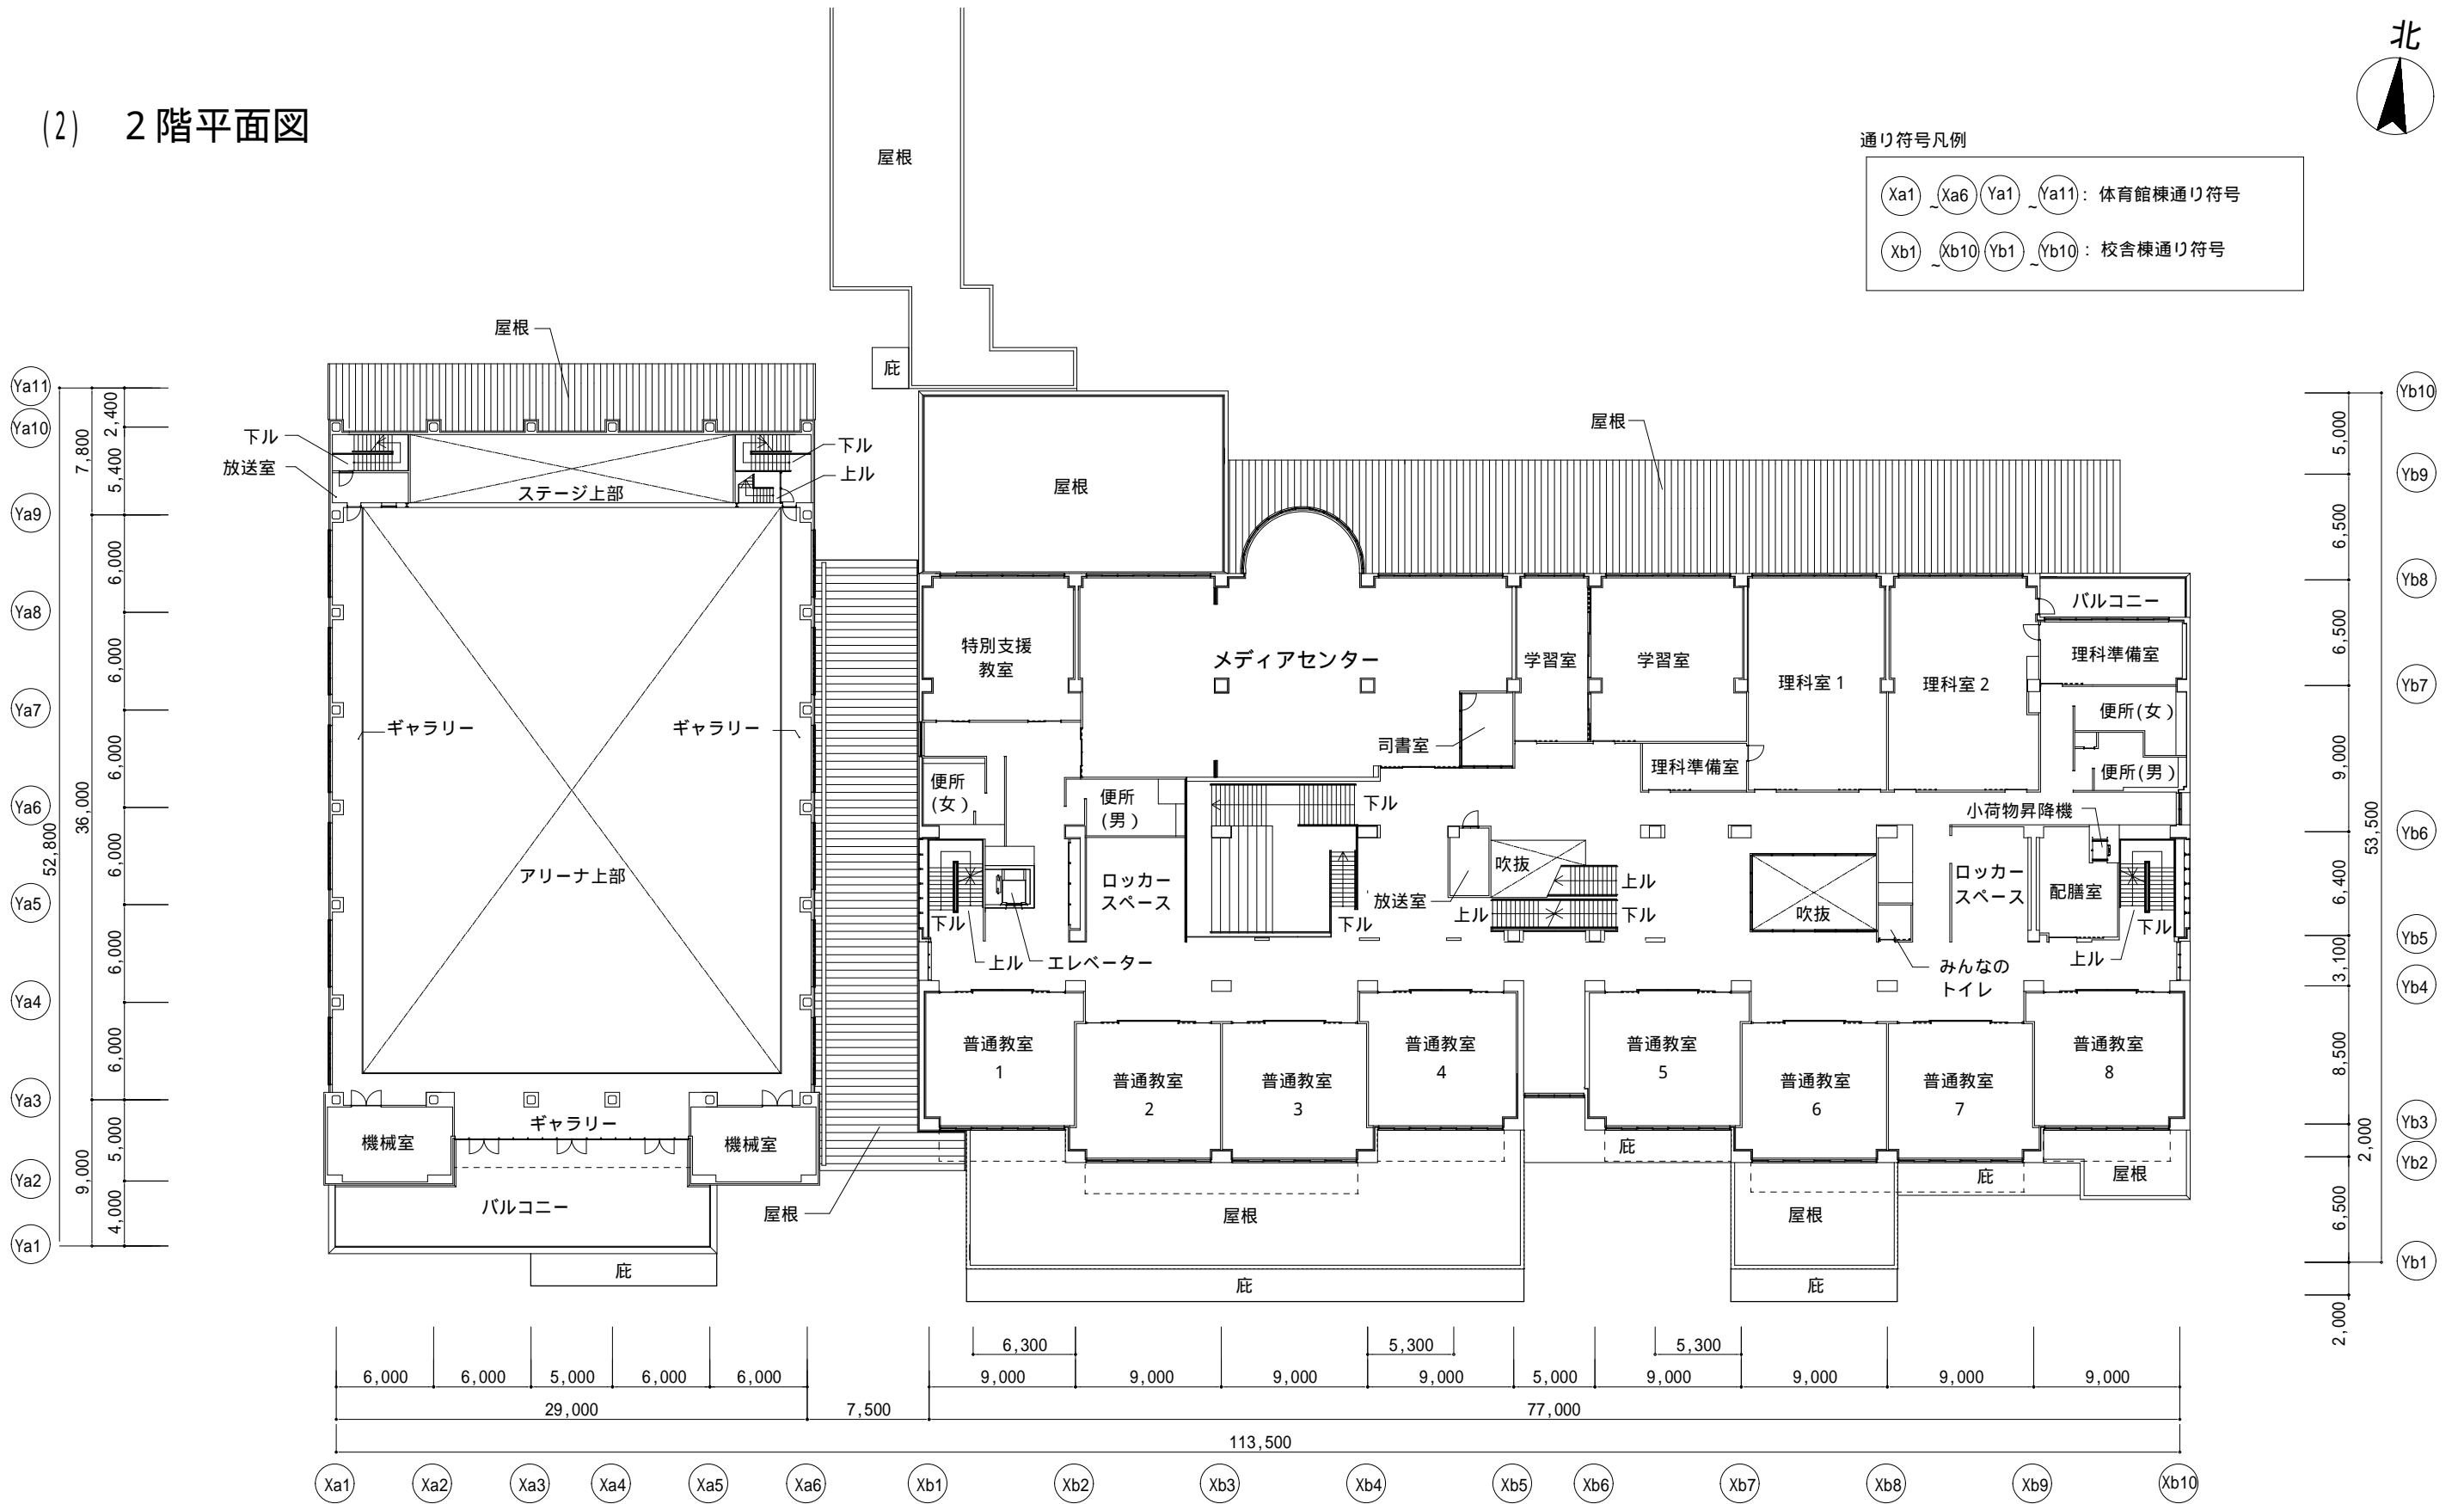 北
(2) 2階平面図
屋根
通り符号凡例
Xa1 ~ Xa6 Ya1 ~ Ya11 : 体育館棟通り符号
Xb1 ~ Xb10 Yb1 ~ Yb10 : 校舎棟通り符号
屋根
庇
Ya11
Ya10
Ya9
Ya8
Ya7
Ya6
Ya5
Ya4
Ya3
Ya2
Ya1
52,800
7,800
36,000
9,000
2,400
5,400
6,000
6,000
6,000
6,000
6,000
6,000
5,000
4,000
下ル
放送室
下ル
上ル
ステージ上部
ギャラリー
ギャラリー
アリーナ上部
ギャラリー
機械室
機械室
バルコニー
庇
屋根
屋根
屋根
特別支援
教室
メディアセンター
学習室
学習室
理科室1
理科室2
バルコニー
理科準備室
便所(女)
便所(男)
司書室
理科準備室
小荷物昇降機
便所
(女)
便所
(男)
下ル
ロッカー
スペース
下ル
上ル
エレベーター
下ル
放送室
吹抜
上ル
上ル
下ル
吹抜
ロッカー
スペース
配膳室
下ル
上ル
みんなの
トイレ
普通教室
1
普通教室
2
普通教室
3
普通教室
4
普通教室
5
普通教室
6
普通教室
7
普通教室
8
庇
庇
屋根
屋根
屋根
庇
庇
Yb10
Yb9
Yb8
Yb7
Yb6
Yb5
Yb4
Yb3
Yb2
Yb1
5,000
6,500
6,500
9,000
6,400
3,100
8,500
2,000
6,500
2,000
53,500
6,300
5,300
5,300
6,000
6,000
5,000
6,000
6,000
9,000
9,000
9,000
9,000
5,000
9,000
9,000
9,000
9,000
29,000
7,500
77,000
113,500
Xa1
Xa2
Xa3
Xa4
Xa5
Xa6
Xb1
Xb2
Xb3
Xb4
Xb5
Xb6
Xb7
Xb8
Xb9
Xb10